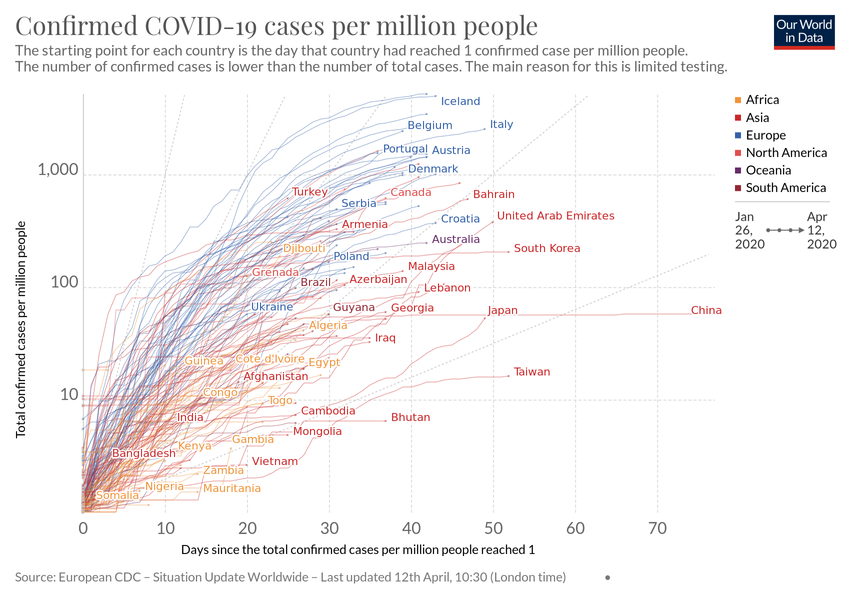 Confirmed COVID-19 cases per million people
The starting point for each country is the day that country had reached 1 confirmed case per million people.
The number of confirmed cases is lower than the number of total cases. The main reason for this is limited testing.
Our World
in Data
Africa
Asia
Europe
North America
Oceania
South America
Jan
26,
2020
Apr
12,
2020
Total confirmed cases per million people
1,000
100
10
Iceland
Belgium
Italy
Portugal
Austria
Denmark
Turkey
Canada
Bahrain
Serbia
United Arab Emirates
Armenia
Croatia
Djibouti
Australia
South Korea
Poland
Grenada
Malaysia
Brazil
Azerbaijan
Lebanon
Ukraine
Guyana
Georgia
Japan
China
Algeria
Iraq
Guinea
Cote d'Ivoire
Egypt
Afghanistan
Taiwan
Congo
Togo
India
Cambodia
Bhutan
Mongolia
Kenya
Gambia
Bangladesh
Vietnam
Zambia
Nigeria
Mauritania
Somalia
0
10
20
30
40
50
60
70
Days since the total confirmed cases per million people reached 1
Source: European CDC – Situation Update Worldwide – Last updated 12th April, 10:30 (London time)